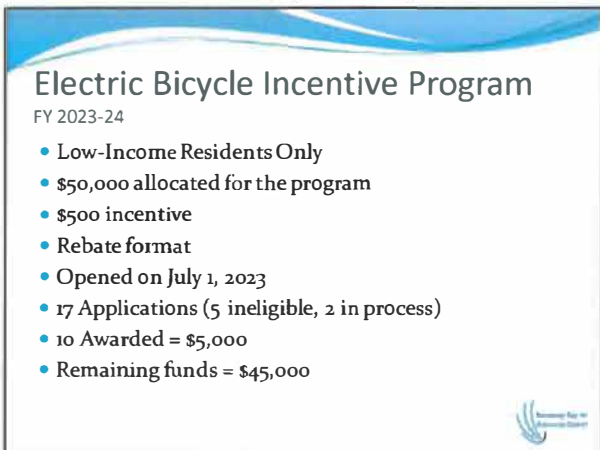 Electric Bicycle Incentive Program
FY 2023-24
• Low-Income Residents Only
• $50,000 allocated for the program
• $500 incentive
• Rebate format
• Opened on July 1, 2023
• 17 Applications (5 ineligible, 2 in process)
• 10 Awarded = $5,000
• Remaining funds = $45,000